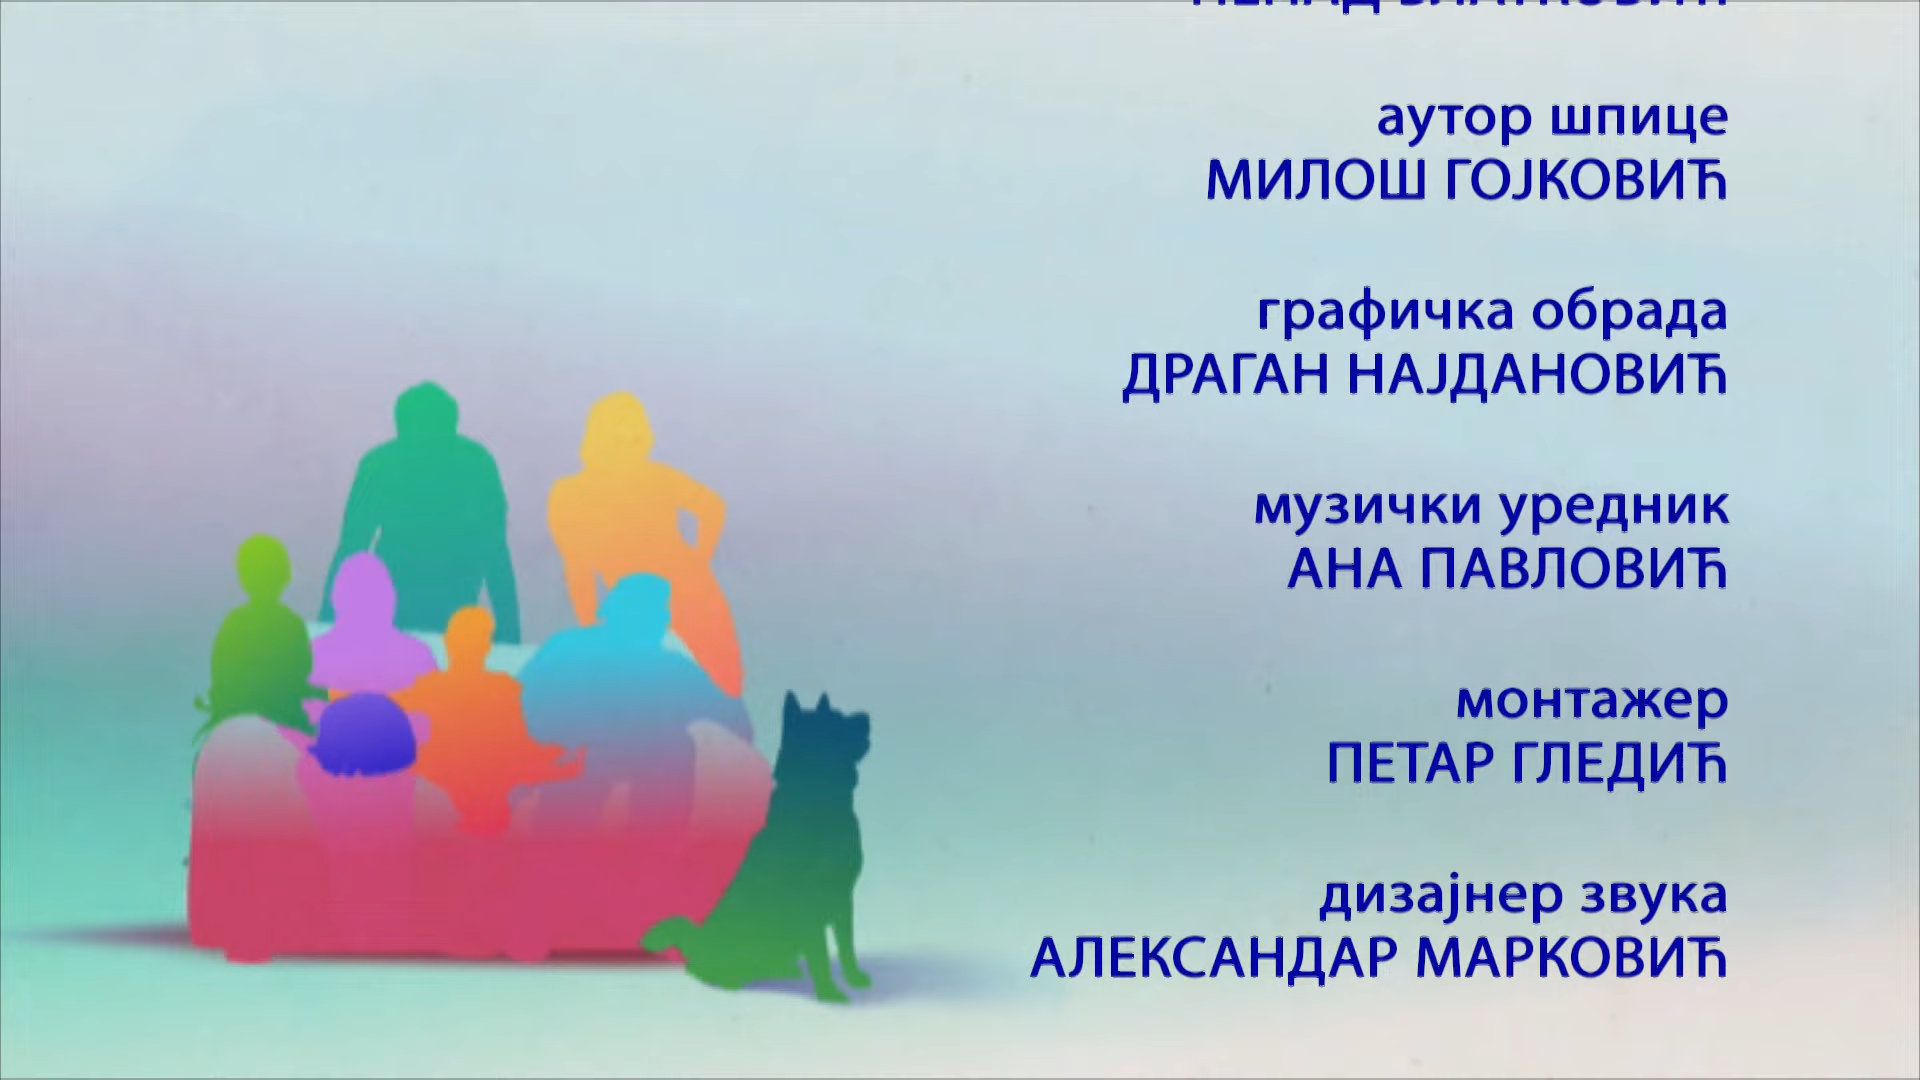 аутор шпице
МИЛОШ ГОЈКОВИЋ
графичка обрада
ДРАГАН НАЈДАНОВИЋ
музички уредник
АНА ПАВЛОВИЋ
монтажер
ПЕТАР ГЛЕДИЋ
дизајнер звука
АЛЕКСАНДАР МАРКОВИЋ